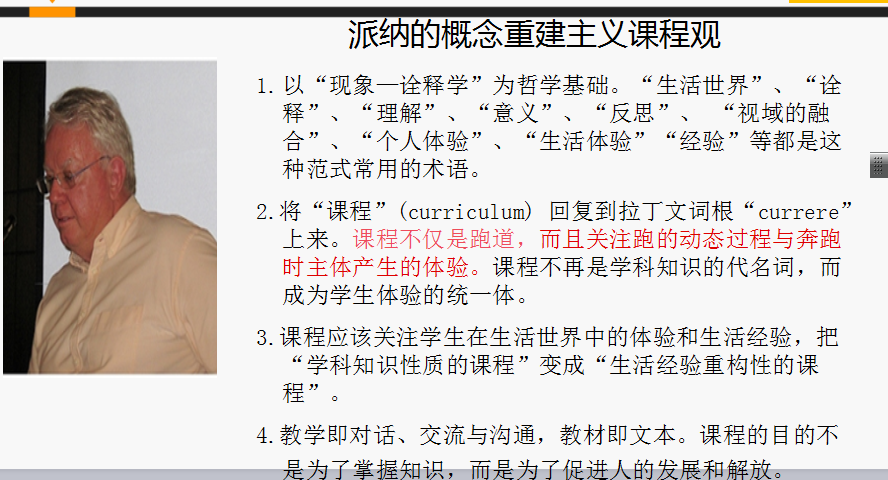 派纳的概念重建主义课程观
1. 以“现象—诠释学”为哲学基础。“生活世界”、“诠
释”、“理解”、“意义”、“反思”、 “视域的融
合”、“个人体验”、“生活体验”“经验”等都是这
种范式常用的术语。
2. 将“课程”(curriculum) 回复到拉丁文词根“currere”
上来。课程不仅是跑道，而且关注跑的动态过程与奔跑
时主体产生的体验。课程不再是学科知识的代名词，而
成为学生体验的统一体。
3. 课程应该关注学生在生活世界中的体验和生活经验，把
“学科知识性质的课程”变成“生活经验重构性的课
程”。
4. 教学即对话、交流与沟通，教材即文本。课程的目的不
是为了掌握知识，而是为了促进人的发展和解放。